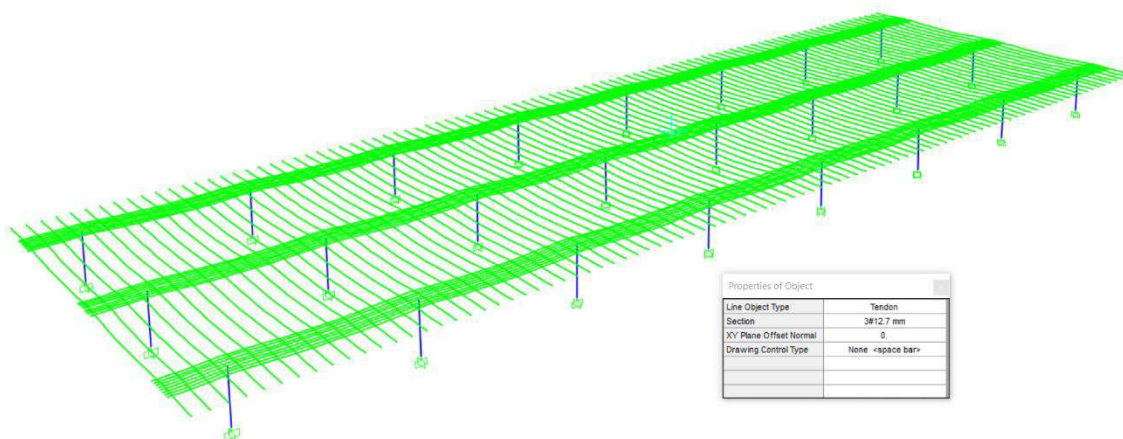 Properties of Object
Line Object Type Tendon
Section 3#12.7 mm
XY Plane Offset Normal 0.
Drawing Control Type None <space bar>